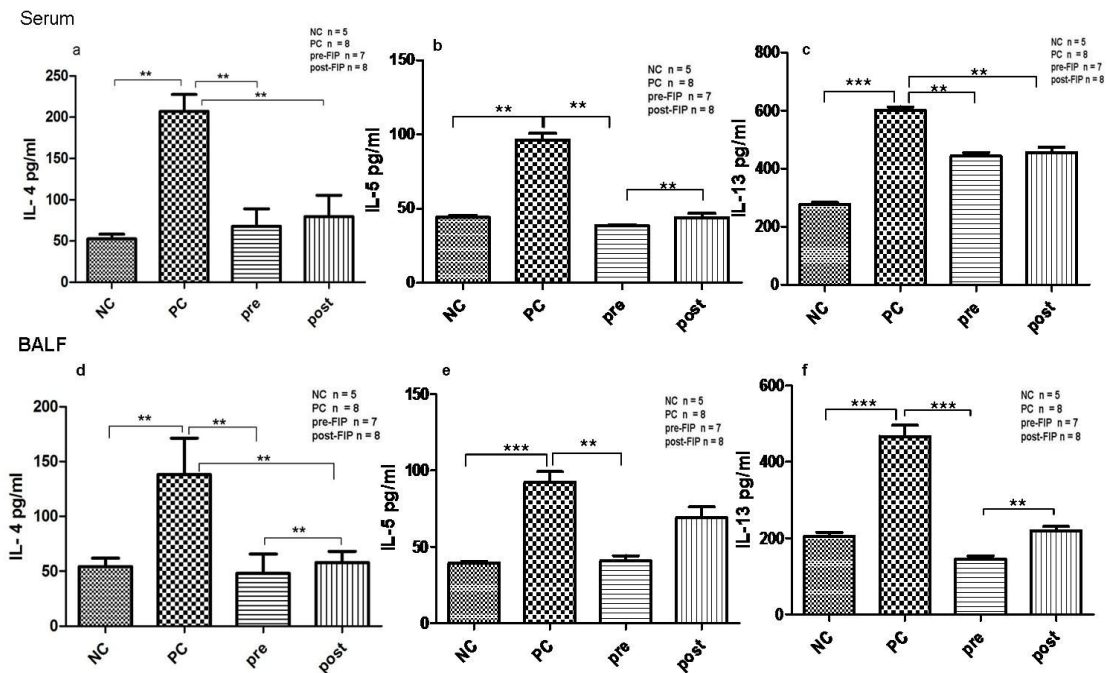 Serum
a
NC n = 5
PC n = 8
pre-FIP n = 7
post-FIP n = 8
** **
**
IL- 4 pg/ml
250
200
150
100
50
0
NC PC pre post
b
NC n = 5
PC n = 8
pre-FIP n = 7
post-FIP n = 8
** **
**
IL-5 pg/ml
150
100
50
0
NC PC pre post
c
NC n = 5
PC n = 8
pre-FIP n = 7
post-FIP n = 8
*** **
**
IL-13 pg/ml
800
600
400
200
0
NC PC pre post
BALF
d
NC n = 5
PC n = 8
pre-FIP n = 7
post-FIP n = 8
** **
**
**
IL- 4 pg/ml
200
150
100
50
0
NC PC pre post
e
NC n = 5
PC n = 8
pre-FIP n = 7
post-FIP n = 8
*** **
IL-5 pg/ml
150
100
50
0
NC PC pre post
f
NC n = 5
PC n = 8
pre-FIP n = 7
post-FIP n = 8
*** ***
**
IL-13 pg/ml
600
400
200
0
NC PC pre post